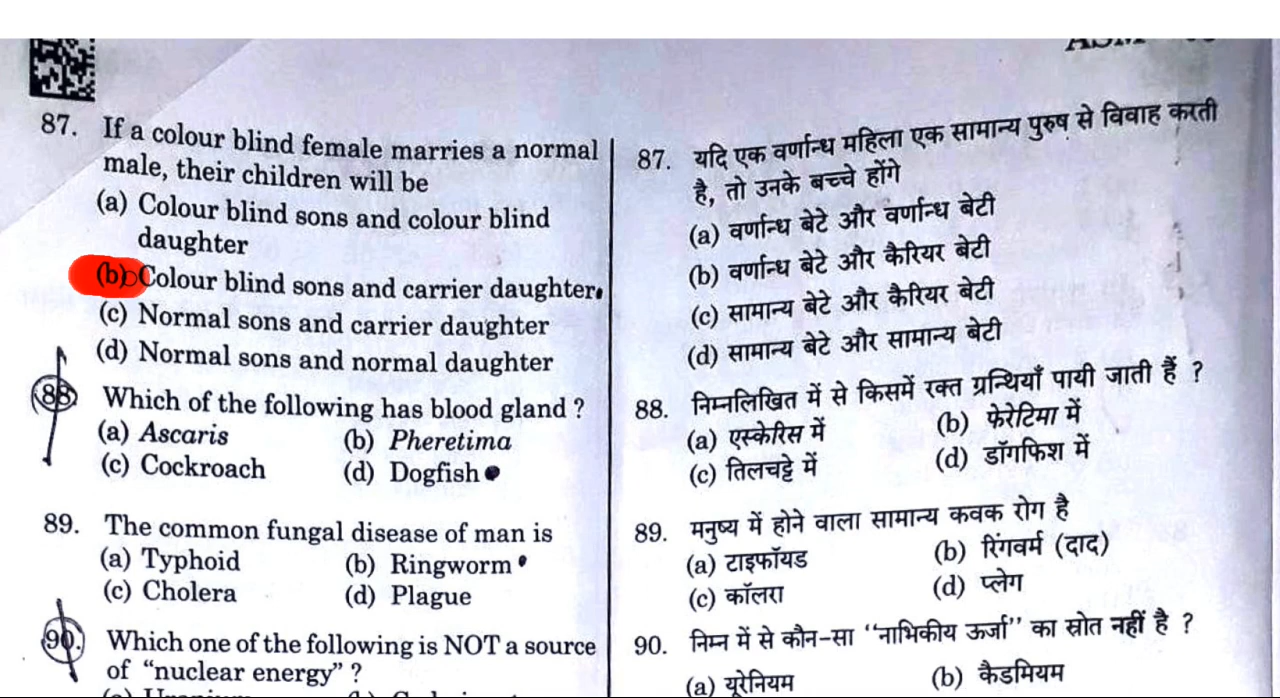 87. If a colour blind female marries a normal
male, their children will be
(a) Colour blind sons and colour blind
daughter
(b) Colour blind sons and carrier daughter
(c) Normal sons and carrier daughter
(d) Normal sons and normal daughter
88. Which of the following has blood gland ?
(a) Ascaris (b) Pheretima
(c) Cockroach (d) Dogfish
89. The common fungal disease of man is
(a) Typhoid (b) Ringworm
(c) Cholera (d) Plague
90. Which one of the following is NOT a source
of “nuclear energy” ?
87. यदि एक वर्णान्ध महिला एक सामान्य पुरुष से विवाह करती
है, तो उनके बच्चे होंगे
(a) वर्णान्ध बेटे और वर्णान्ध बेटी
(b) वर्णान्ध बेटे और कैरियर बेटी
(c) सामान्य बेटे और कैरियर बेटी
(d) सामान्य बेटे और सामान्य बेटी
88. निम्नलिखित में से किसमें रक्त ग्रन्थियाँ पायी जाती हैं ?
(a) एस्केरिस में (b) फेरेटिमा में
(c) तिलचट्टे में (d) डॉगफिश में
89. मनुष्य में होने वाला सामान्य कवक रोग है
(a) टाइफॉयड (b) रिंगवर्म (दाद)
(c) कॉलरा (d) प्लेग
90. निम्न में से कौन-सा “नाभिकीय ऊर्जा” का स्रोत नहीं है ?
(a) यूरेनियम (b) कैडमियम